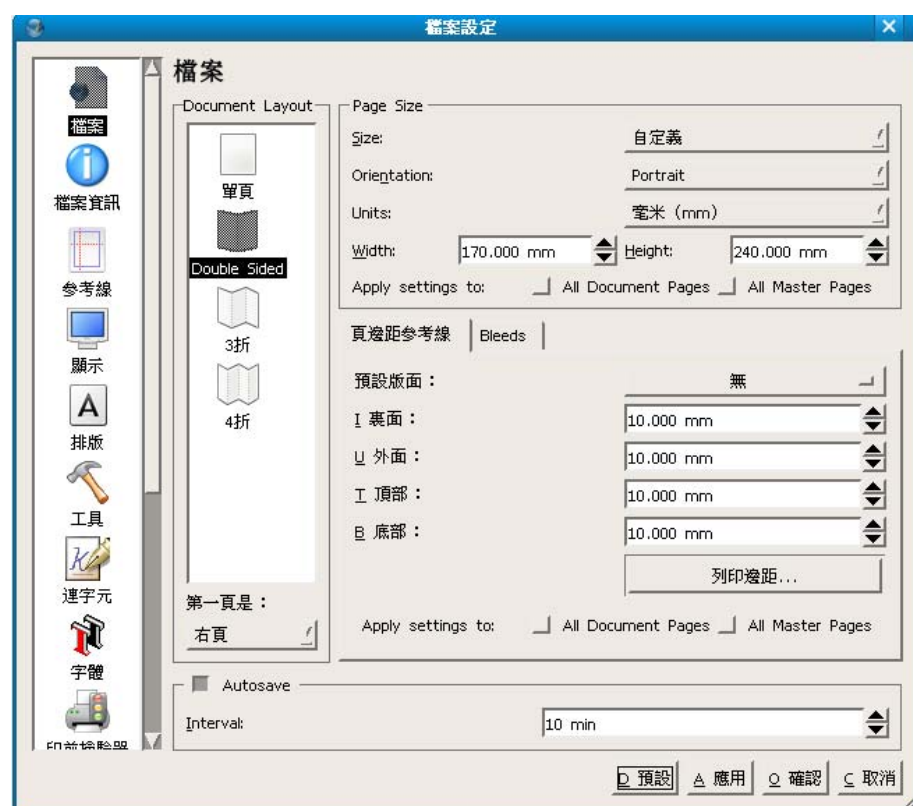 檔案設定
檔案
檔案資訊
參考線
顯示
排版
工具
連字元
字體
印前檢驗器
檔案
Document Layout
單頁
Double Sided
3折
4折
第一頁是：
右頁
Page Size
Size: 自定義
Orientation: Portrait
Units: 毫米 (mm)
Width: 170.000 mm Height: 240.000 mm
Apply settings to: All Document Pages All Master Pages
頁邊距参考線 Bleeds
預設版面： 無
I 裏面： 10.000 mm
U 外面： 10.000 mm
T 頂部： 10.000 mm
B 底部： 10.000 mm
列印邊距...
Apply settings to: All Document Pages All Master Pages
Autosave
Interval: 10 min
D 預設 A 應用 O 確認 C 取消